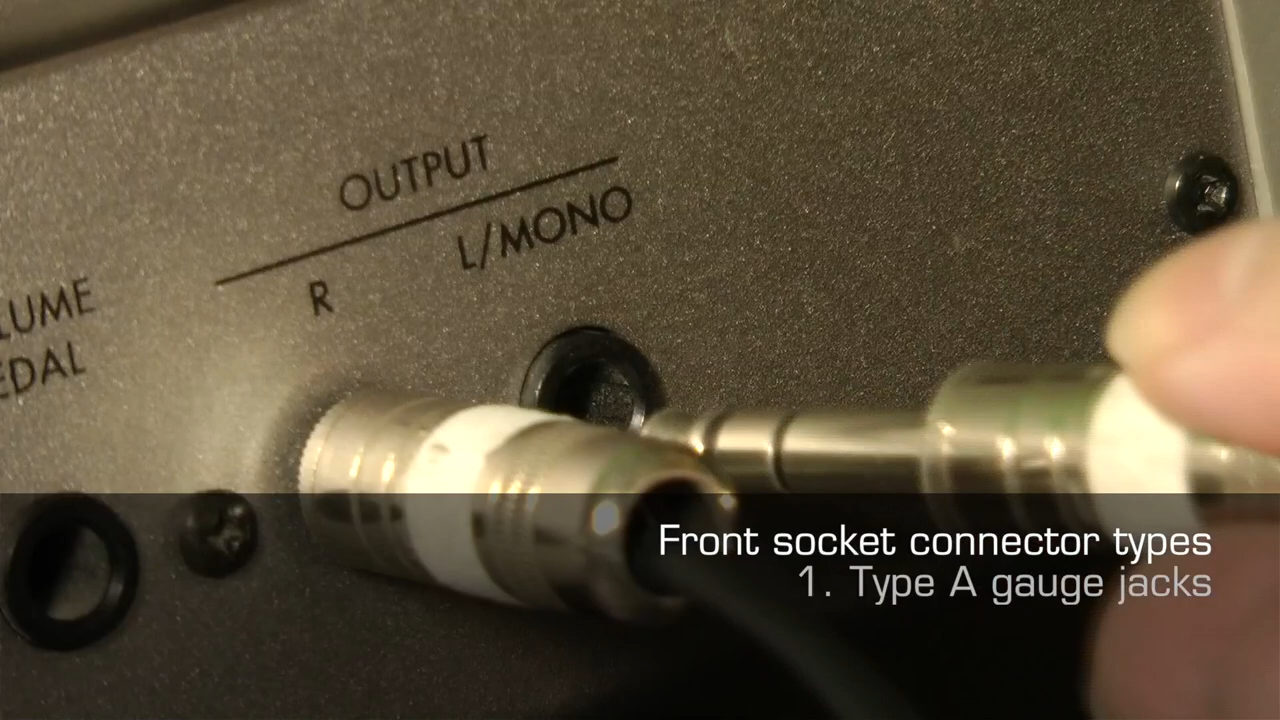 OUTPUT
R L/MONO
LUME
EDAL
Front socket connector types
1. Type A gauge jacks